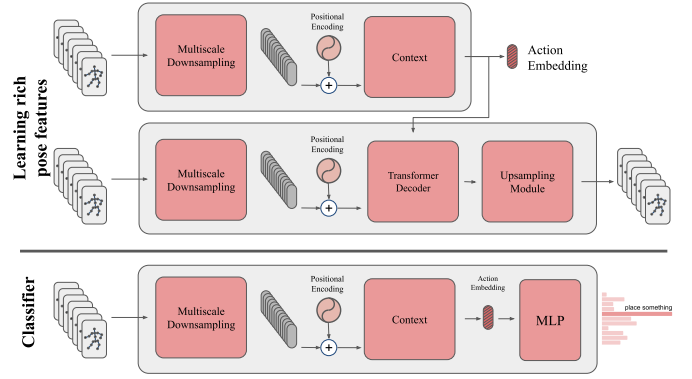 Learning rich
pose features
Multiscale
Downsampling
Positional
Encoding
+
Context
Action
Embedding
Multiscale
Downsampling
Positional
Encoding
+
Transformer
Decoder
Upsampling
Module
Classifier
Multiscale
Downsampling
Positional
Encoding
+
Context
Action
Embedding
MLP
place something